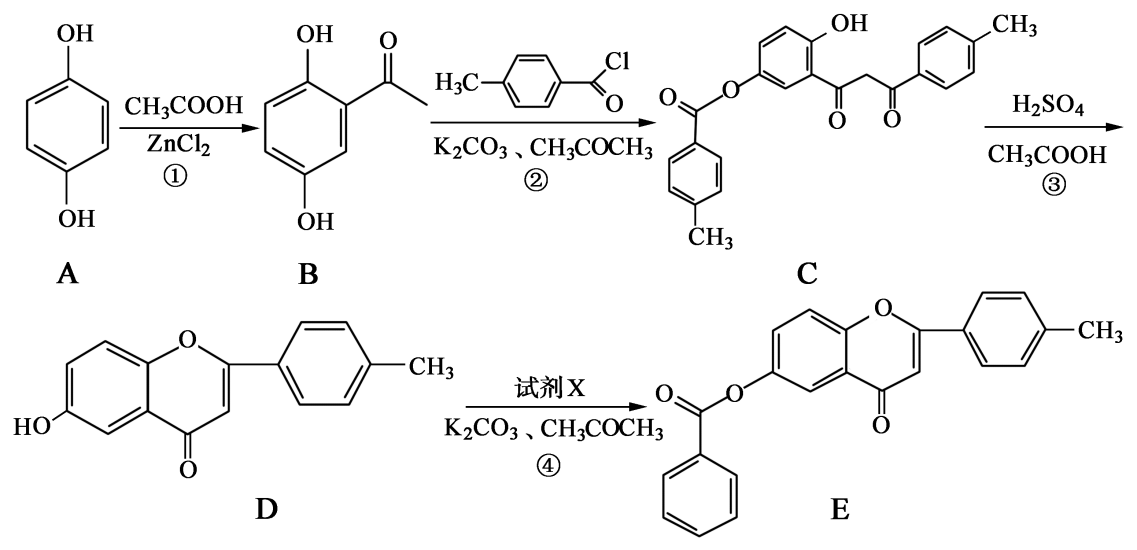 OH
OH
A
CH₃COOH
ZnCl₂
①
OH
O
OH
B
H₃C
Cl
O
K₂CO₃、CH₃COCH₃
②
OH
CH₃
O
O
O
O
CH₃
C
H₂SO₄
CH₃COOH
③
O
CH₃
HO
O
D
试剂X
K₂CO₃、CH₃COCH₃
④
O
CH₃
O
O
O
E